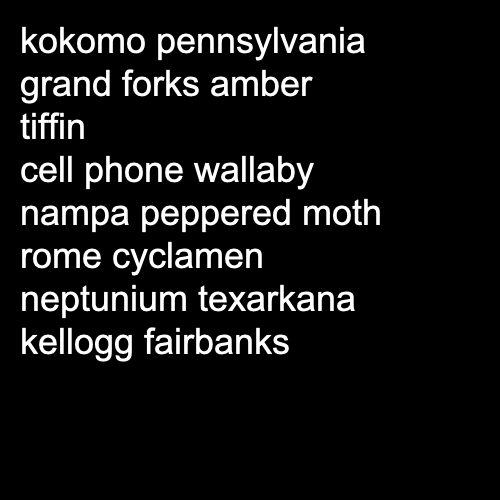 kokomo pennsylvania
grand forks amber
tiffin
cell phone wallaby
nampa peppered moth
rome cyclamen
neptunium texarkana
kellogg fairbanks